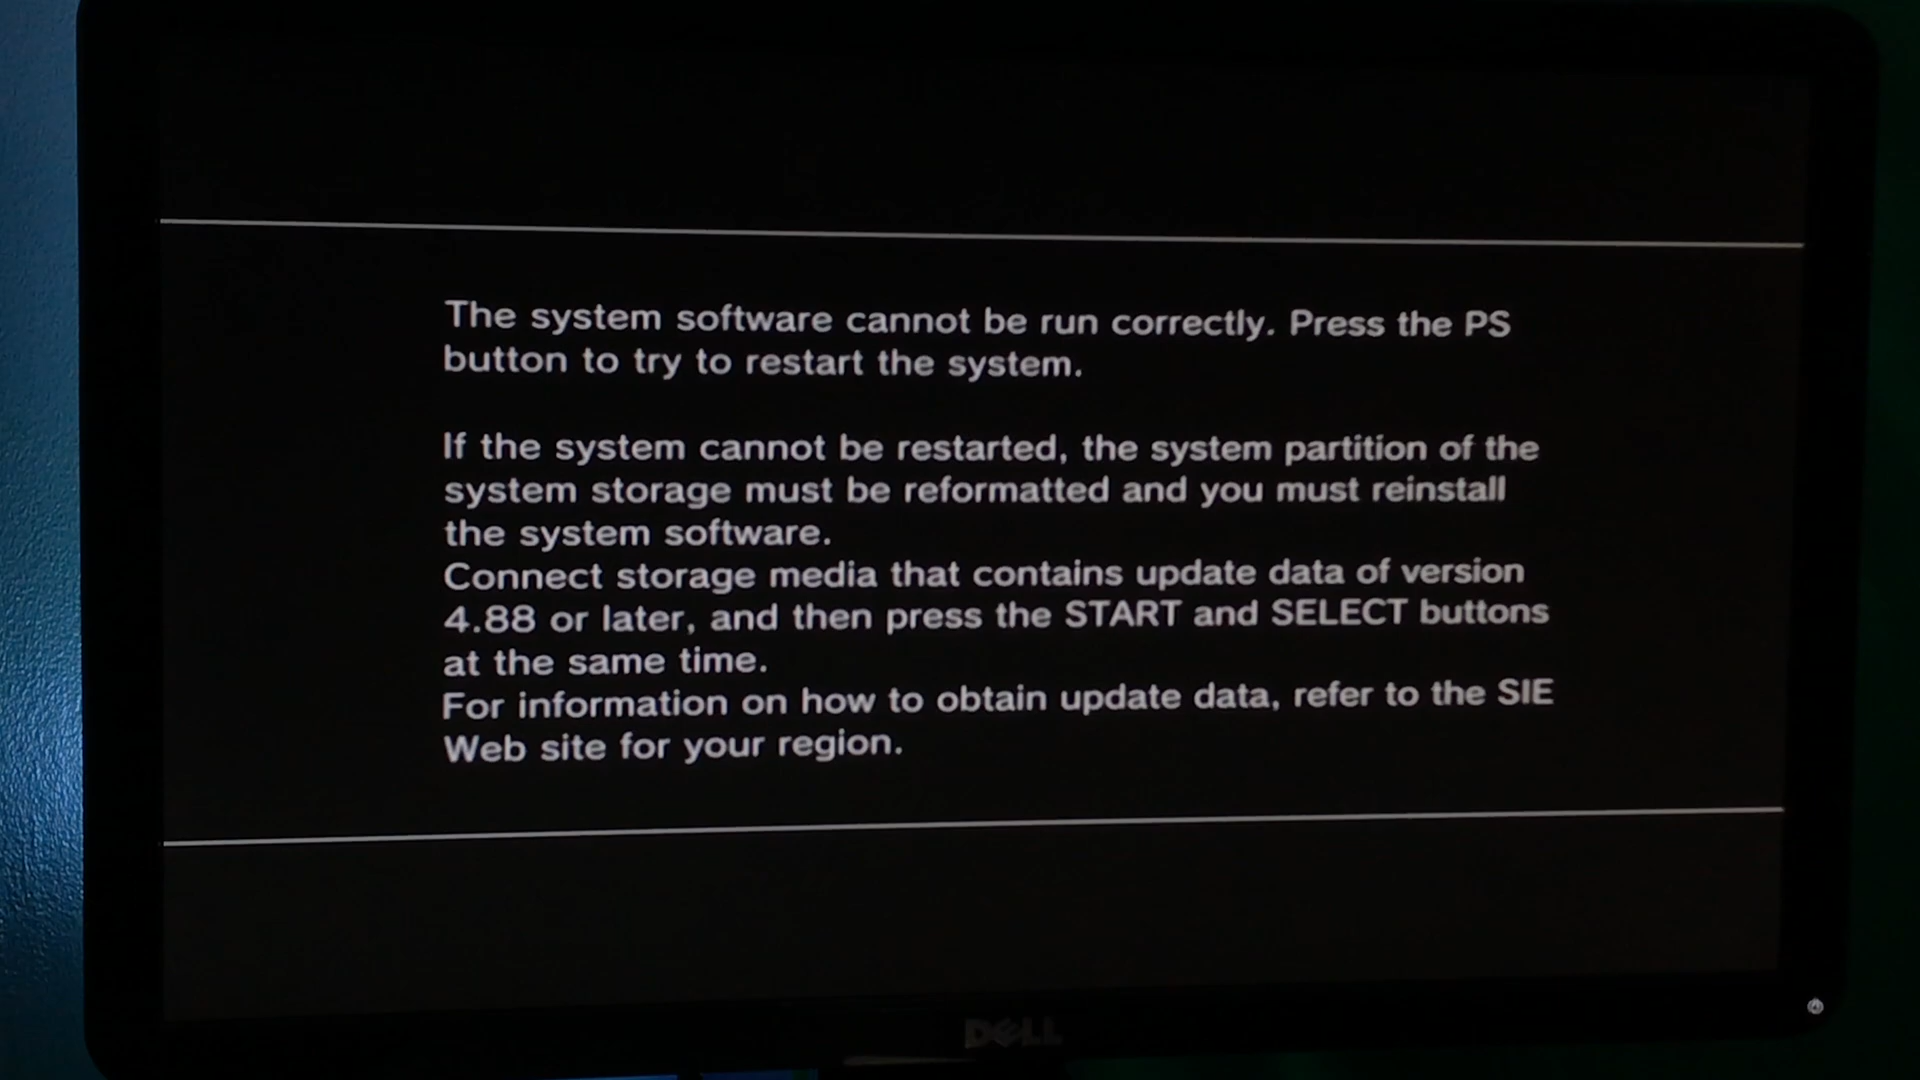 The system software cannot be run correctly. Press the PS
button to try to restart the system.
If the system cannot be restarted, the system partition of the
system storage must be reformatted and you must reinstall
the system software.
Connect storage media that contains update data of version
4.88 or later, and then press the START and SELECT buttons
at the same time.
For information on how to obtain update data, refer to the SIE
Web site for your region.
DELL